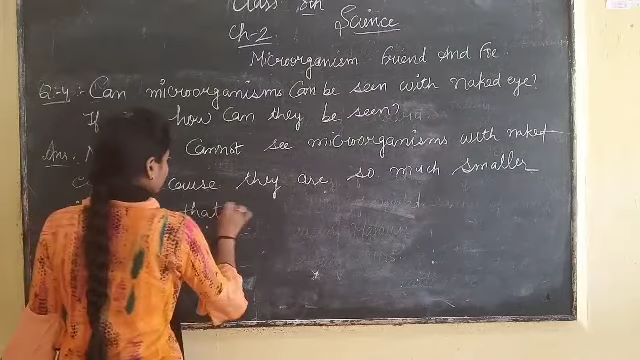 Class 8th
Ch-2 Science
Microorganism Friend And Foe
Q:-4:- Can microorganisms Can be seen with naked eye?
If how Can they be seen?
Ans. Cannot see microorganisms with naked
cause they are so much smaller
that